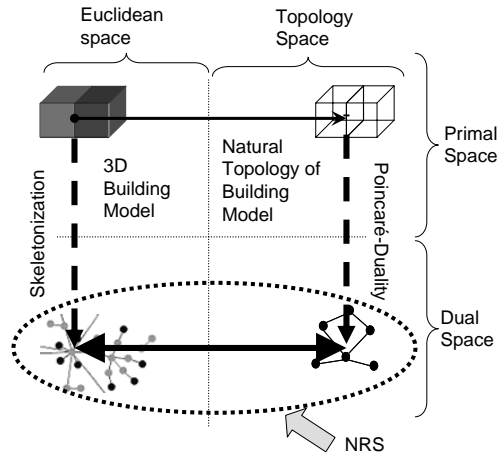 Euclidean
space
Topology
Space
3D
Building
Model
Natural
Topology of
Building
Model
Primal
Space
Skeletonization
Poincaré-Duality
Dual
Space
NRS